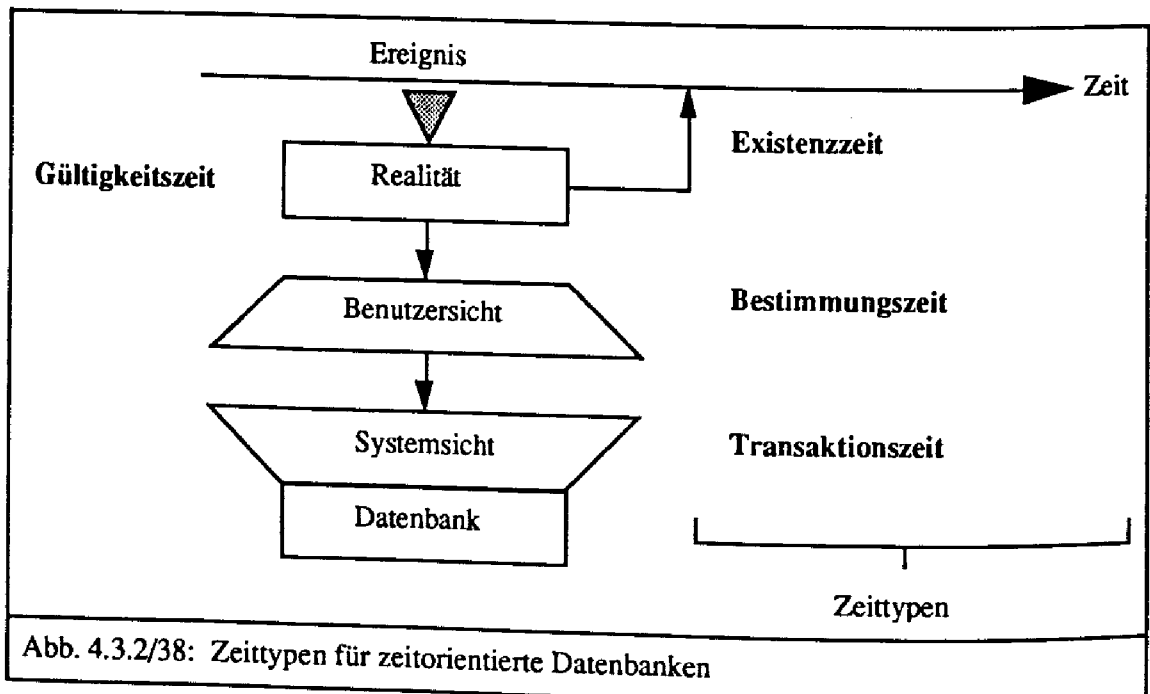 Ereignis
Zeit
Existenzzeit
Gültigkeitszeit
Realität
Benutzersicht
Bestimmungszeit
Systemsicht
Transaktionszeit
Datenbank
Zeittypen
Abb. 4.3.2/38: Zeittypen für zeitorientierte Datenbanken